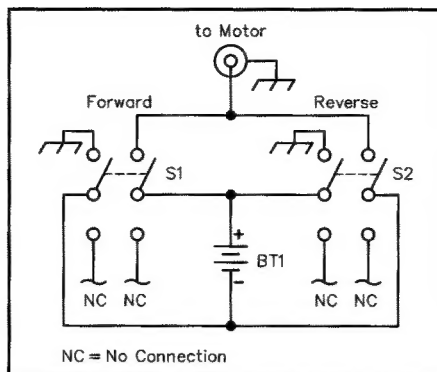 to Motor
Forward
Reverse
S1
S2
+
BT1
-
NC NC
NC NC
NC = No Connection